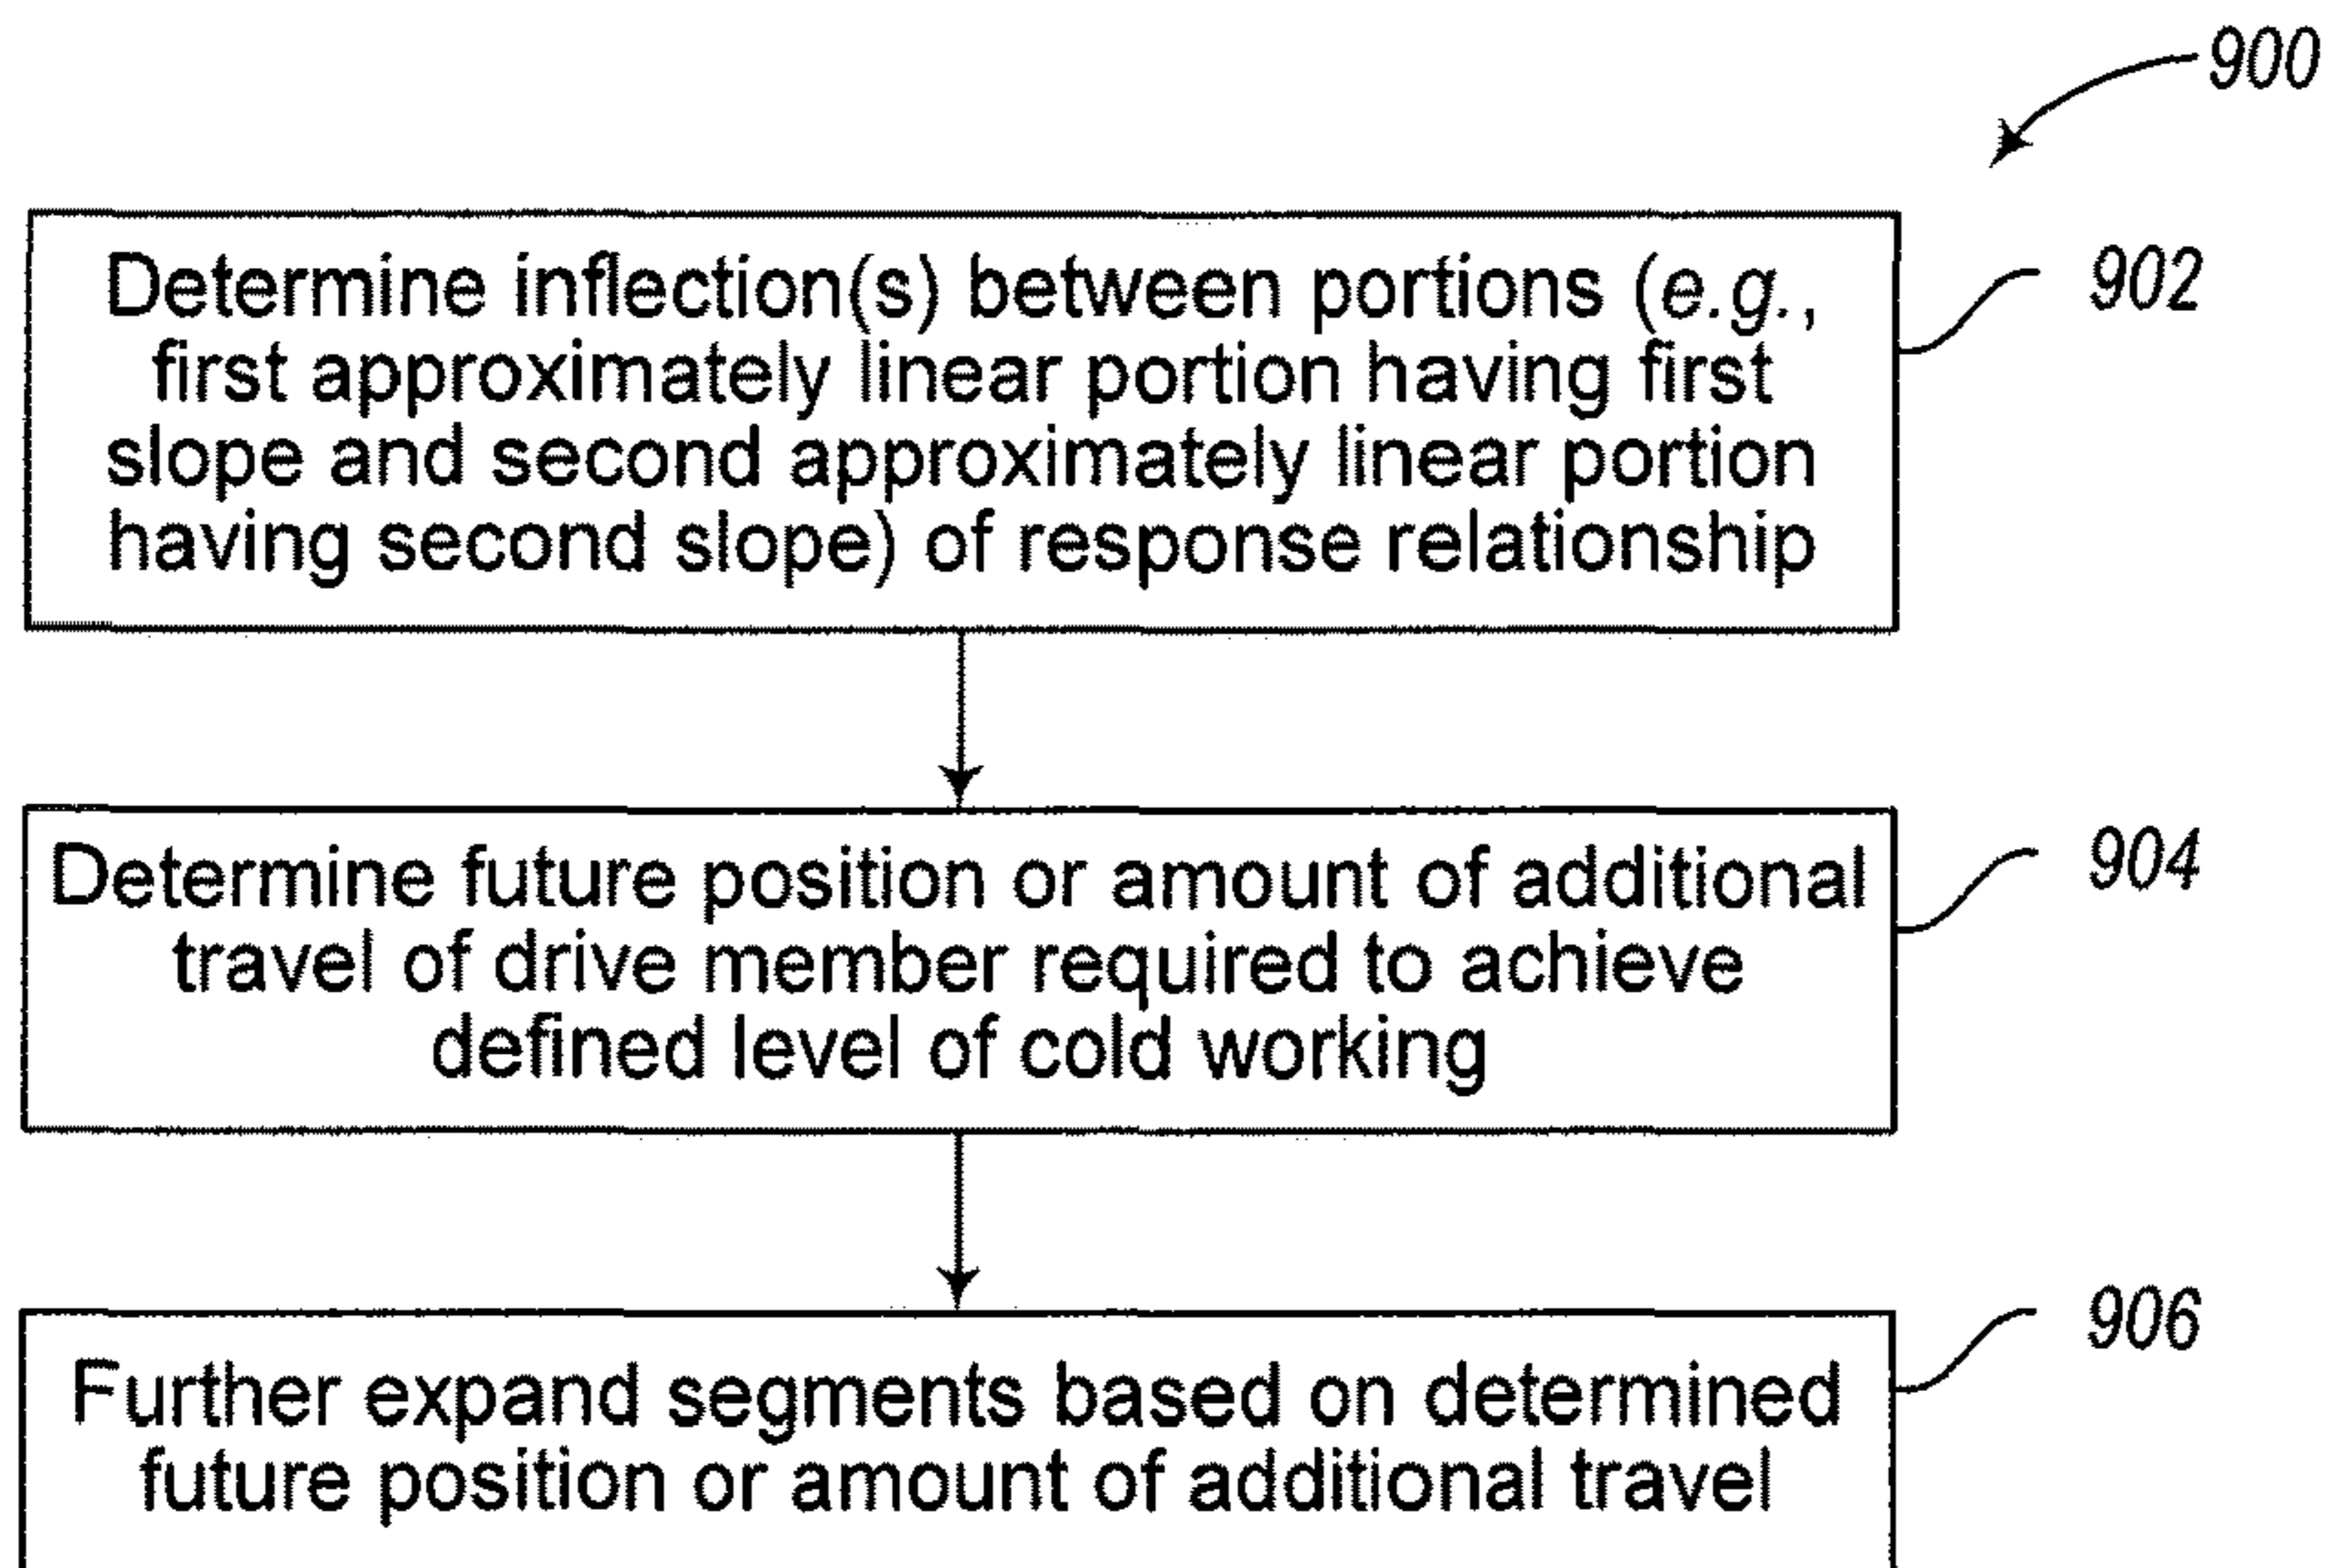 900
Determine inflection(s) between portions (e.g.,
first approximately linear portion having first
slope and second approximately linear portion
having second slope) of response relationship
902
Determine future position or amount of additional
travel of drive member required to achieve
defined level of cold working
904
Further expand segments based on determined
future position or amount of additional travel
906